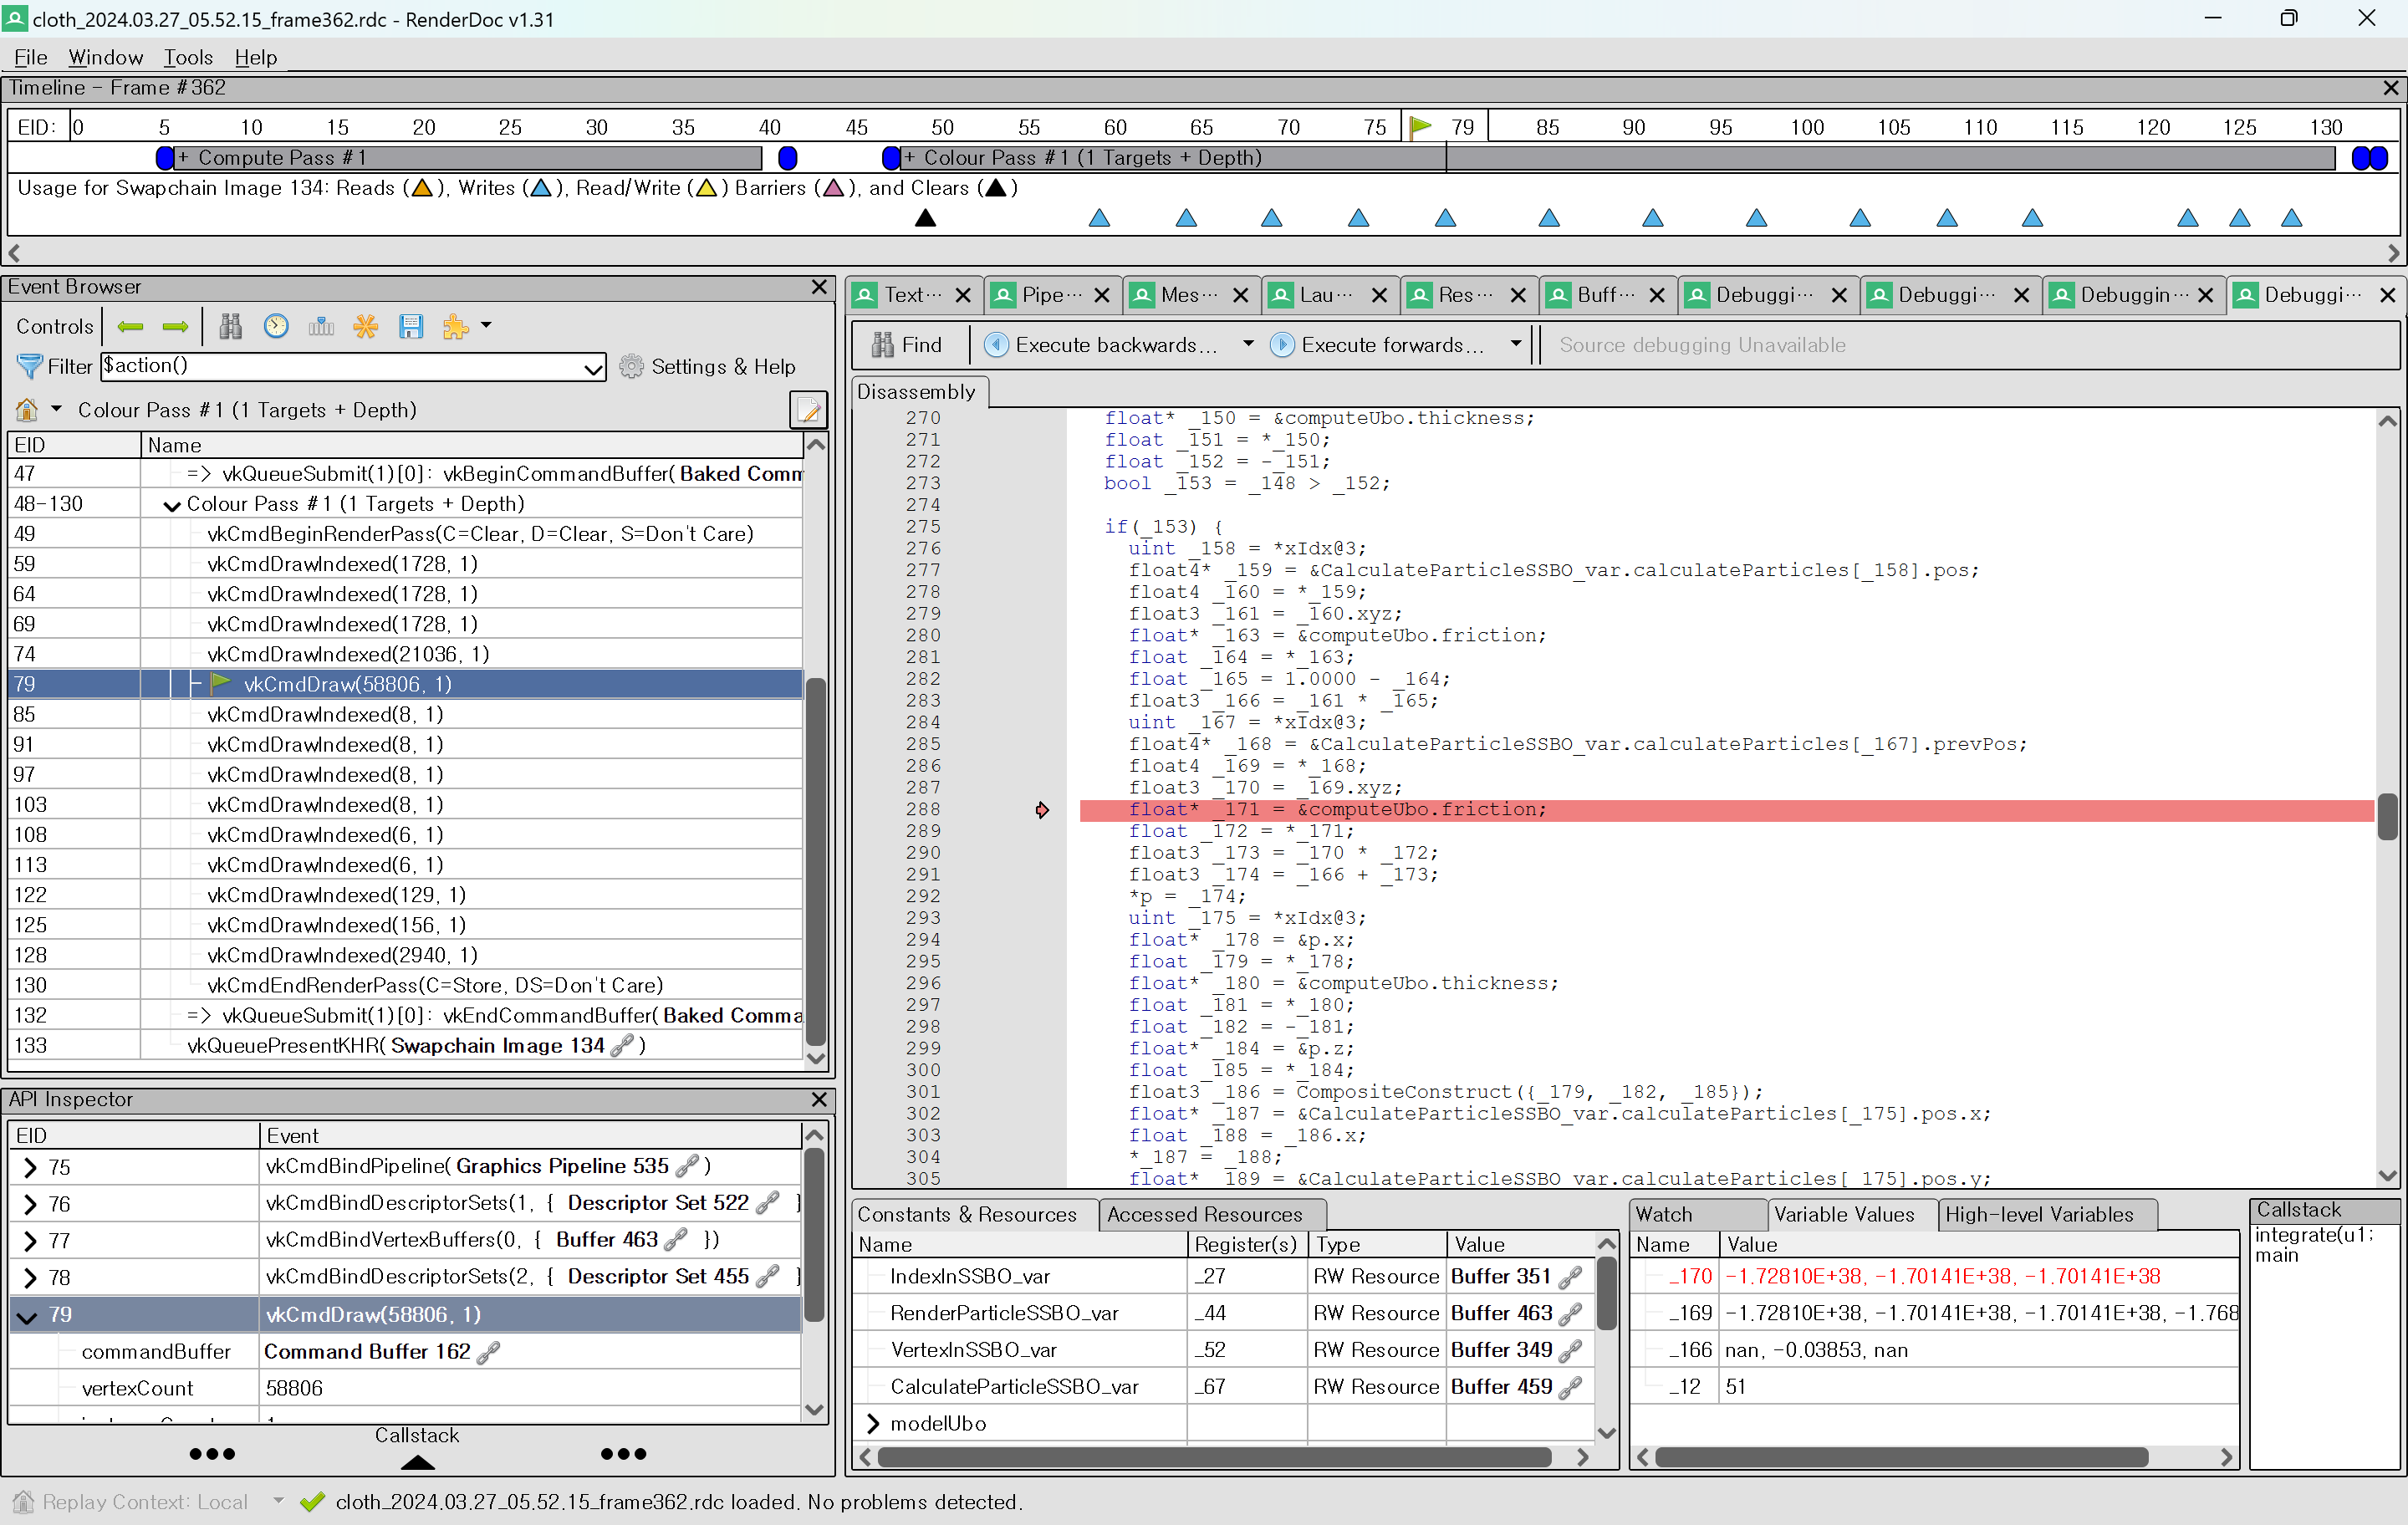 cloth_2024.03.27_05.52.15_frame362.rdc - RenderDoc v1.31
File Window Tools Help
Timeline - Frame #362
EID: 0 5 10 15 20 25 30 35 40 45 50 55 60 65 70 75 79 85 90 95 100 105 110 115 120 125 130
+ Compute Pass #1
+ Colour Pass #1 (1 Targets + Depth)
Usage for Swapchain Image 134: Reads ( ), Writes ( ), Read/Write ( ) Barriers ( ), and Clears ( )
Event Browser
Controls
Filter $action() Settings & Help
Colour Pass #1 (1 Targets + Depth)
EID Name
47 => vkQueueSubmit(1)[0]: vkBeginCommandBuffer( Baked Comm
48-130 Colour Pass #1 (1 Targets + Depth)
49 vkCmdBeginRenderPass(C=Clear, D=Clear, S=Don't Care)
59 vkCmdDrawIndexed(1728, 1)
64 vkCmdDrawIndexed(1728, 1)
69 vkCmdDrawIndexed(1728, 1)
74 vkCmdDrawIndexed(21036, 1)
79 vkCmdDraw(58806, 1)
85 vkCmdDrawIndexed(8, 1)
91 vkCmdDrawIndexed(8, 1)
97 vkCmdDrawIndexed(8, 1)
103 vkCmdDrawIndexed(8, 1)
108 vkCmdDrawIndexed(6, 1)
113 vkCmdDrawIndexed(6, 1)
122 vkCmdDrawIndexed(129, 1)
125 vkCmdDrawIndexed(156, 1)
128 vkCmdDrawIndexed(2940, 1)
130 vkCmdEndRenderPass(C=Store, DS=Don't Care)
132 => vkQueueSubmit(1)[0]: vkEndCommandBuffer( Baked Comma
133 vkQueuePresentKHR( Swapchain Image 134 )
API Inspector
EID Event
75 vkCmdBindPipeline( Graphics Pipeline 535 )
76 vkCmdBindDescriptorSets(1, { Descriptor Set 522 }
77 vkCmdBindVertexBuffers(0, { Buffer 463 })
78 vkCmdBindDescriptorSets(2, { Descriptor Set 455 }
79 vkCmdDraw(58806, 1)
commandBuffer Command Buffer 162
vertexCount 58806
Callstack
Text··· Pipe··· Mes··· Lau··· Res··· Buff··· Debuggi··· Debuggi··· Debuggin··· Debuggi···
Find Execute backwards... Execute forwards... Source debugging Unavailable
Disassembly
270 float* _150 = &computeUbo.thickness;
271 float _151 = *_150;
272 float _152 = -_151;
273 bool _153 = _148 > _152;
274
275 if(_153) {
276 uint _158 = *xIdx@3;
277 float4* _159 = &CalculateParticleSSBO_var.calculateParticles[_158].pos;
278 float4 _160 = *_159;
279 float3 _161 = _160.xyz;
280 float* _163 = &computeUbo.friction;
281 float _164 = *_163;
282 float _165 = 1.0000 - _164;
283 float3 _166 = _161 * _165;
284 uint _167 = *xIdx@3;
285 float4* _168 = &CalculateParticleSSBO_var.calculateParticles[_167].prevPos;
286 float4 _169 = *_168;
287 float3 _170 = _169.xyz;
288 float* _171 = &computeUbo.friction;
289 float _172 = *_171;
290 float3 _173 = _170 * _172;
291 float3 _174 = _166 + _173;
292 *p = _174;
293 uint _175 = *xIdx@3;
294 float* _178 = &p.x;
295 float _179 = *_178;
296 float* _180 = &computeUbo.thickness;
297 float _181 = *_180;
298 float _182 = -_181;
299 float* _184 = &p.z;
300 float _185 = *_184;
301 float3 _186 = CompositeConstruct({_179, _182, _185});
302 float* _187 = &CalculateParticleSSBO_var.calculateParticles[_175].pos.x;
303 float _188 = _186.x;
304 *_187 = _188;
305 float* _189 = &CalculateParticleSSBO_var.calculateParticles[_175].pos.y;
Constants & Resources Accessed Resources
Name Register(s) Type Value
IndexInSSBO_var _27 RW Resource Buffer 351
RenderParticleSSBO_var _44 RW Resource Buffer 463
VertexInSSBO_var _52 RW Resource Buffer 349
CalculateParticleSSBO_var _67 RW Resource Buffer 459
modelUbo
Watch Variable Values High-level Variables
Name Value
_170 -1.72810E+38, -1.70141E+38, -1.70141E+38
_169 -1.72810E+38, -1.70141E+38, -1.70141E+38, -1.768
_166 nan, -0.03853, nan
_12 51
Callstack
integrate(u1;
main
Replay Context: Local cloth_2024.03.27_05.52.15_frame362.rdc loaded. No problems detected.